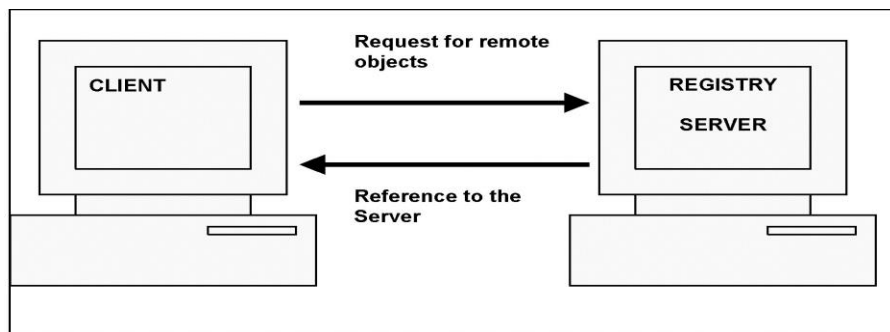 Request for remote
objects
CLIENT
REGISTRY
SERVER
Reference to the
Server